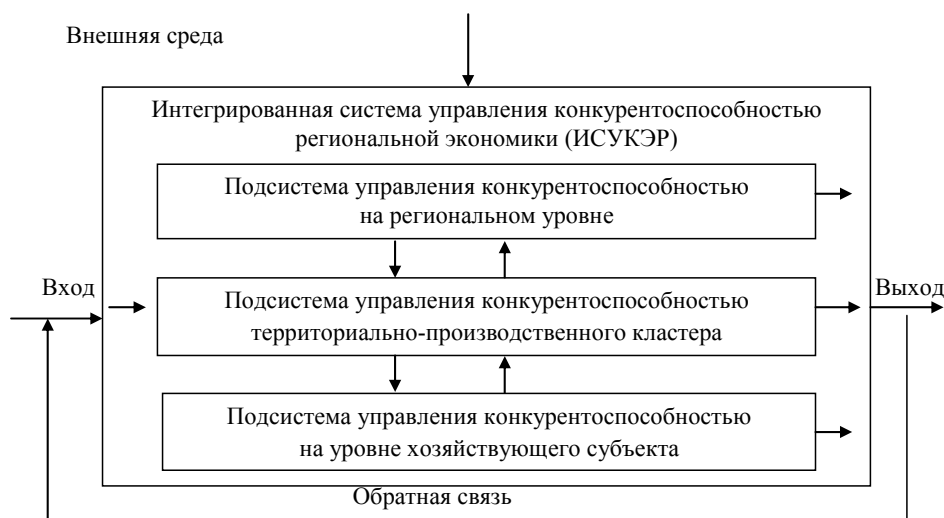 Внешняя среда
Интегрированная система управления конкурентоспособностью
региональной экономики (ИСУКЭР)
Подсистема управления конкурентоспособностью
на региональном уровне
Вход
Подсистема управления конкурентоспособностью
территориально-производственного кластера
Выход
Подсистема управления конкурентоспособностью
на уровне хозяйствующего субъекта
Обратная связь